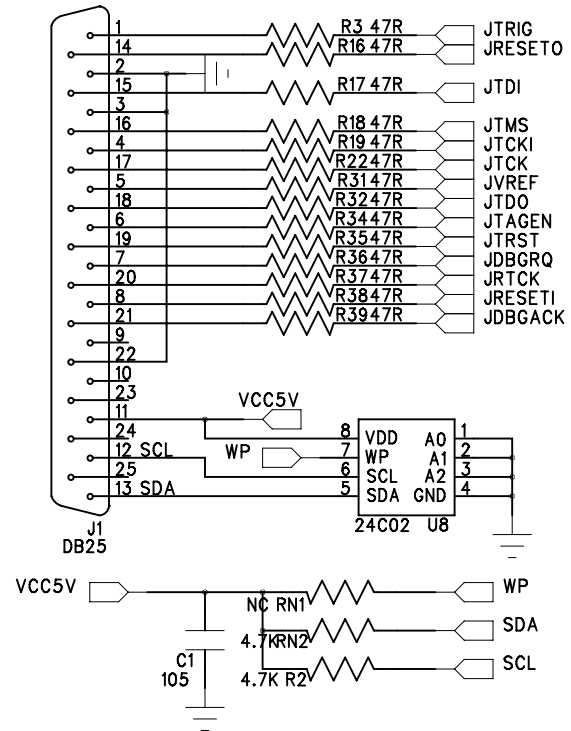 1 R3 47R JTRIG
14 R16 47R JRESETO
2
15 R17 47R JTDI
3
16 R18 47R JTMS
4 R19 47R JTCKI
17 R22 47R JTCK
5 R31 47R JVREF
18 R32 47R JTDO
6 R34 47R JTAGEN
19 R35 47R JTRST
7 R36 47R JDBGRQ
20 R37 47R JRTCK
8 R38 47R JRESETI
21 R39 47R JDBGACK
9
22
10
23
11 VCC5V
24
12 SCL
25
13 SDA
J1
DB25
WP
8 VDD A0 1
7 WP A1 2
6 SCL A2 3
5 SDA GND 4
24C02 U8
VCC5V
NC RN1 WP
4.7K RN2 SDA
4.7K R2 SCL
C1
105